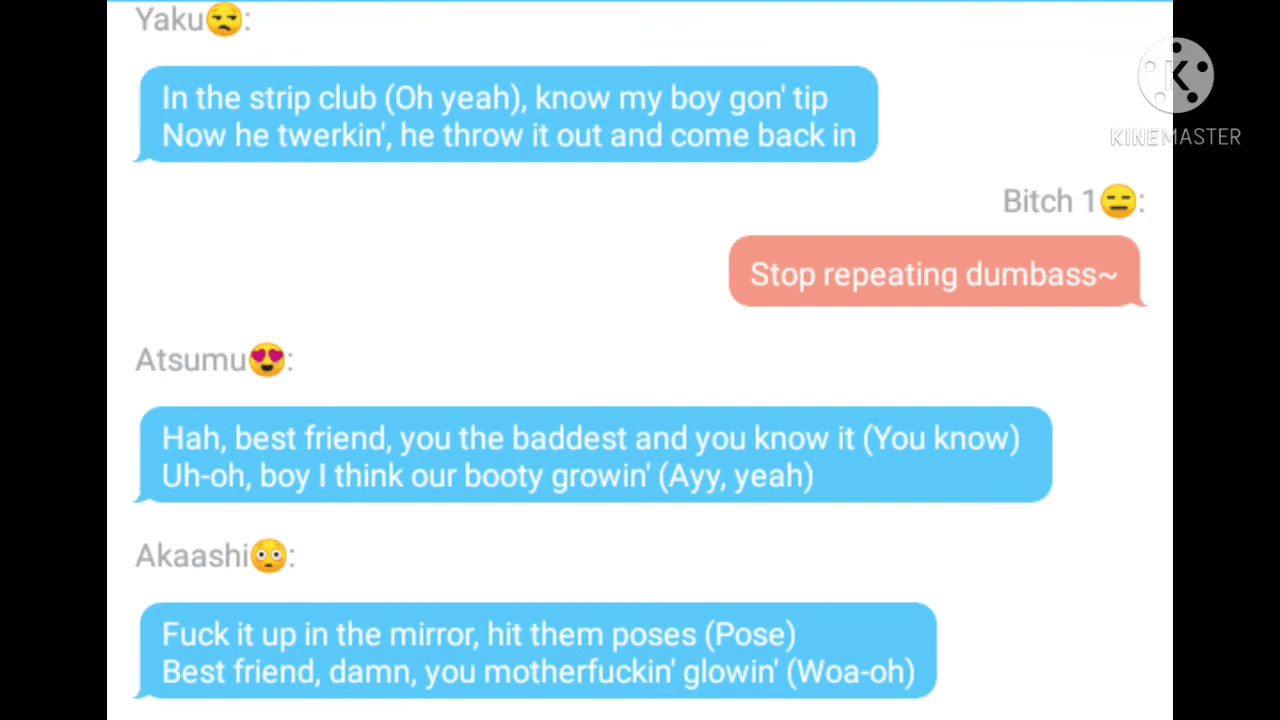 Yaku😒:
In the strip club (Oh yeah), know my boy gon' tip
Now he twerkin', he throw it out and come back in
K
KINEMASTER
Bitch 1😑:
Stop repeating dumbass~
Atsumu😍:
Hah, best friend, you the baddest and you know it (You know)
Uh-oh, boy I think our booty growin' (Ayy, yeah)
Akaashi😳:
Fuck it up in the mirror, hit them poses (Pose)
Best friend, damn, you motherfuckin' glowin' (Woa-oh)